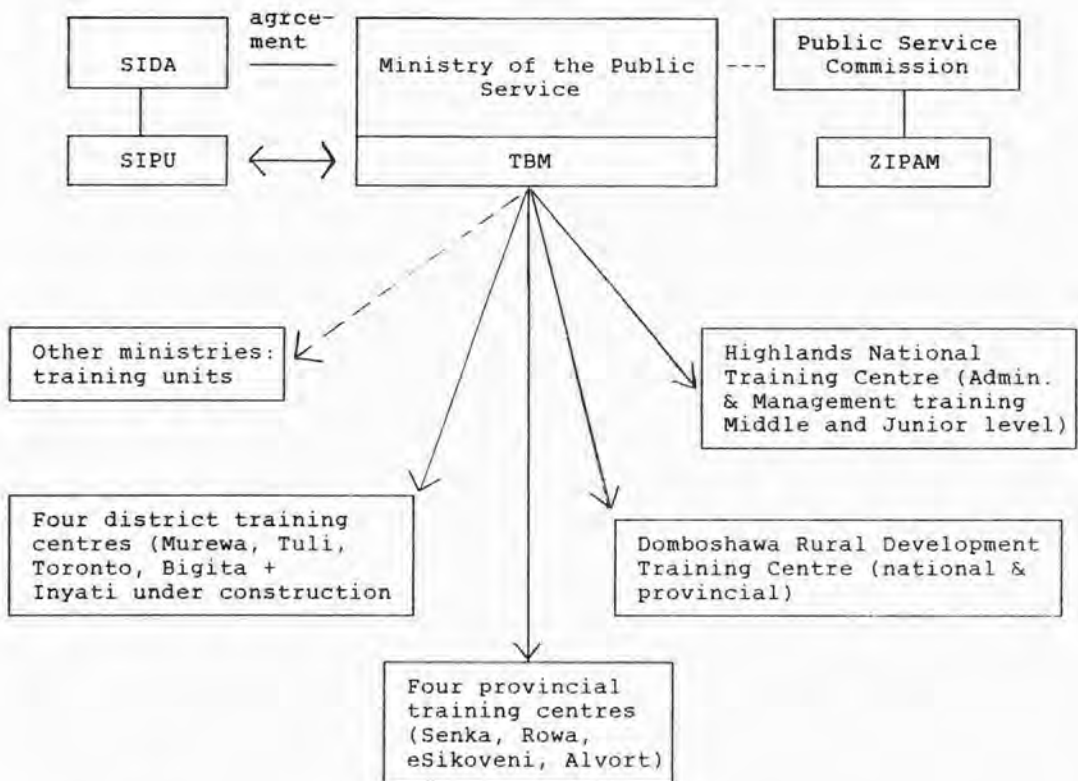 agree-
ment
SIDA
Ministry of the Public
Service
Public Service
Commission
SIPU
TBM
ZIPAM
Other ministries:
training units
Highlands National
Training Centre (Admin.
& Management training
Middle and Junior level)
Four district training
centres (Murewa, Tuli,
Toronto, Bigita +
Inyati under construction
Domboshawa Rural Development
Training Centre (national &
provincial)
Four provincial
training centres
(Senka, Rowa,
eSikoveni, Alvort)